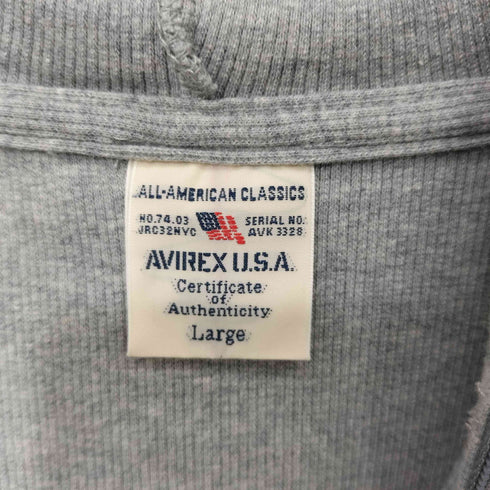 ALL-AMERICAN CLASSICS
NO.74.03 SERIAL NO.
JRC32NYC AVK 3328
AVIREX U.S.A.
Certificate
of
Authenticity
Large